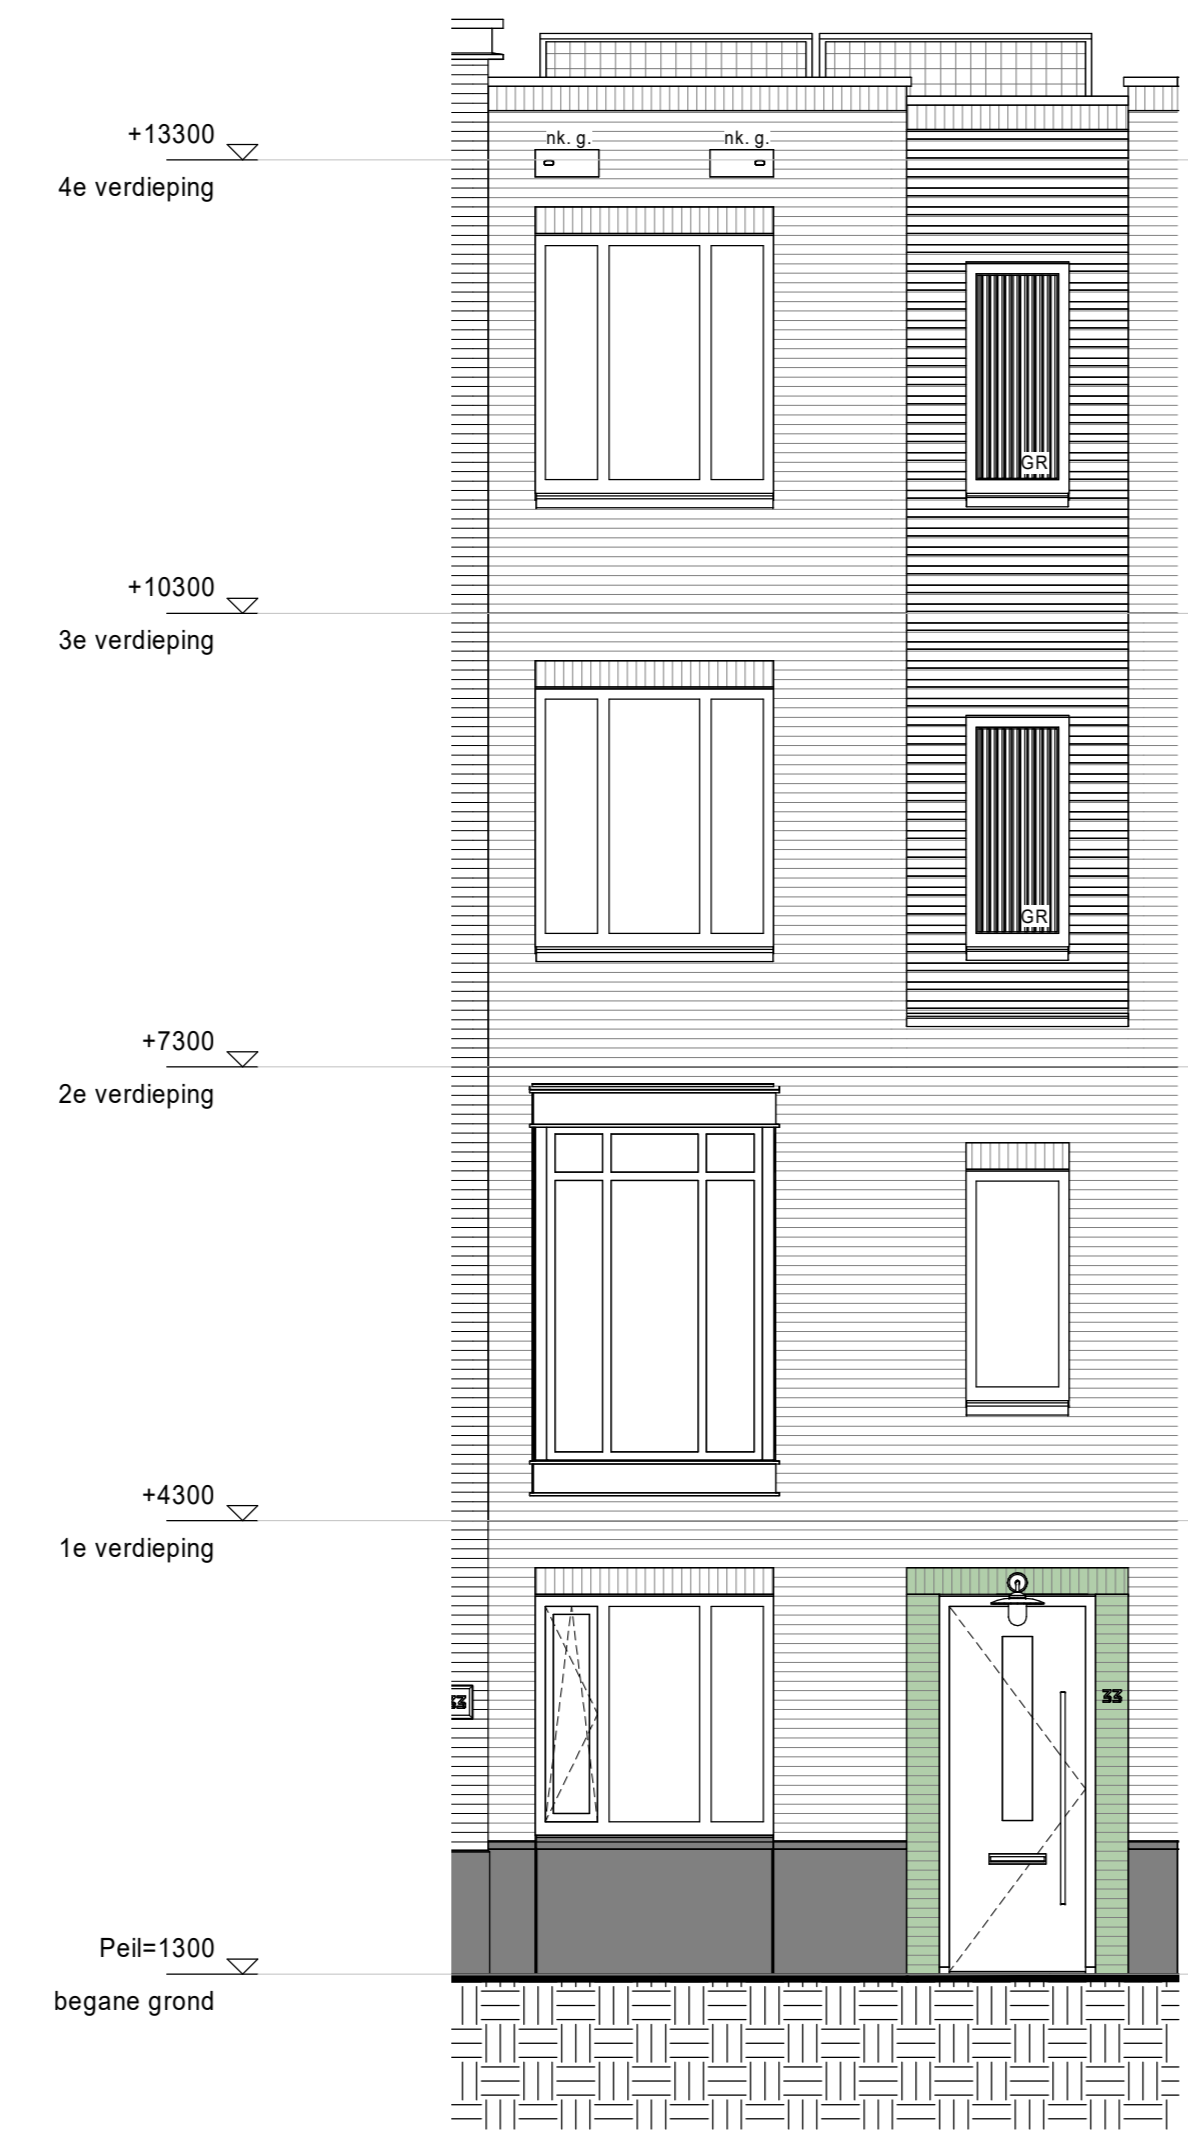 +13300
4e verdieping
nk. g.
nk. g.
GR
+10300
3e verdieping
GR
+7300
2e verdieping
+4300
1e verdieping
33
33
Peil=1300
begane grond